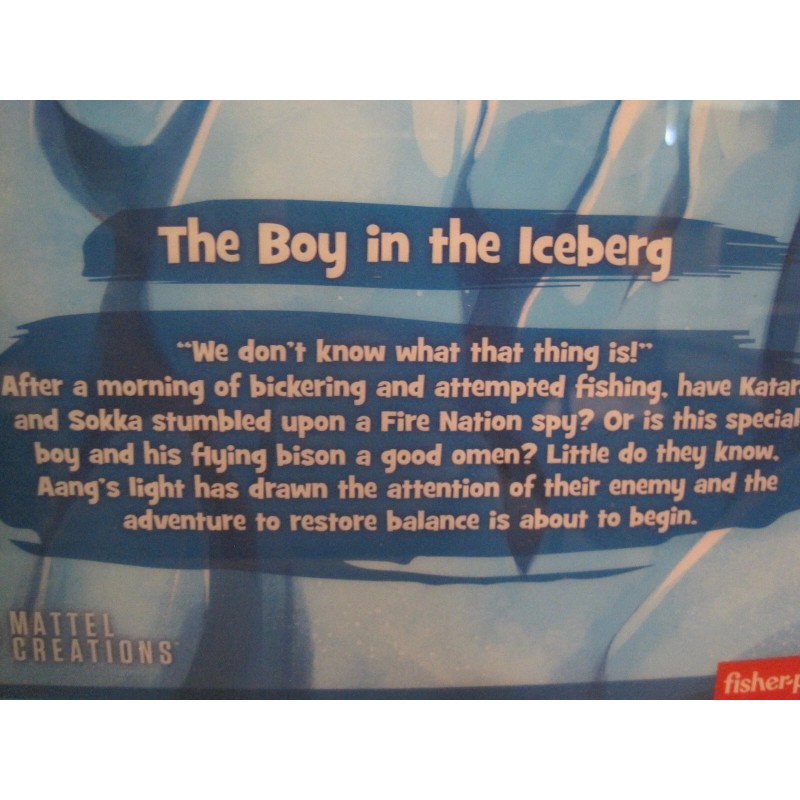 The Boy in the Iceberg
“We don't know what that thing is!”
After a morning of bickering and attempted fishing, have Katar
and Sokka stumbled upon a Fire Nation spy? Or is this special
boy and his flying bison a good omen? Little do they know,
Aang's light has drawn the attention of their enemy and the
adventure to restore balance is about to begin.
MATTEL
CREATIONS
fisher-p